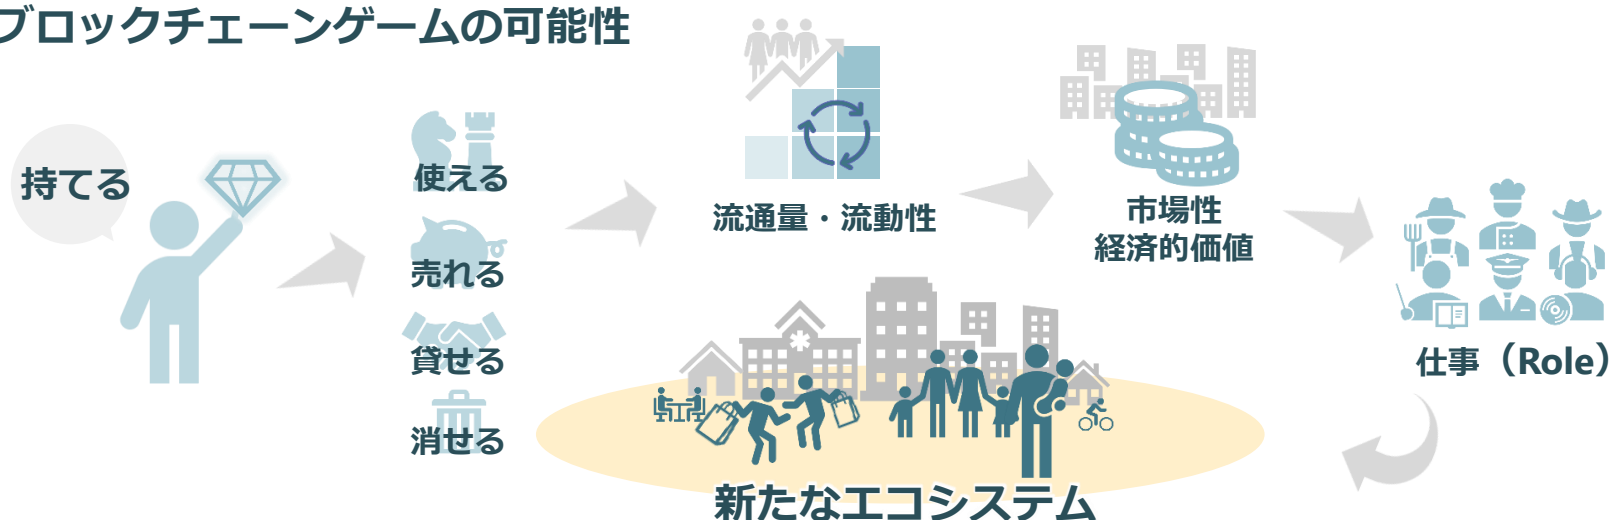 ブロックチェーンゲームの可能性
持てる
使える
売れる
貸せる
消せる
流通量・流動性
市場性
経済的価値
仕事（Role）
新たなエコシステム